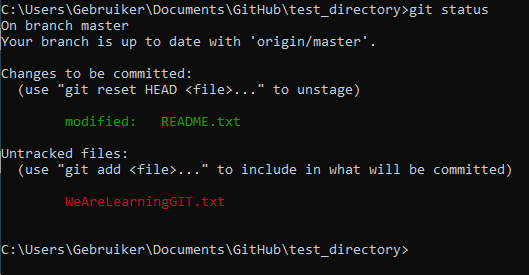 C:\Users\Gebruiker\Documents\GitHub\test_directory>git status
On branch master
Your branch is up to date with 'origin/master'.
Changes to be committed:
(use "git reset HEAD <file>..." to unstage)
modified:   README.txt
Untracked files:
(use "git add <file>..." to include in what will be committed)
WeAreLearningGIT.txt
C:\Users\Gebruiker\Documents\GitHub\test_directory>